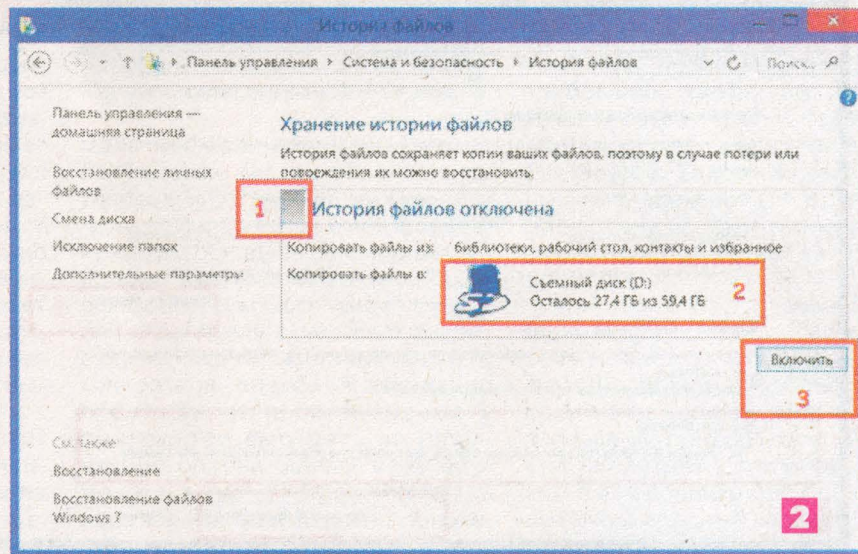 История файлов
Панель управления › Система и безопасность › История файлов
Поиск...
Панель управления —
домашняя страница
Восстановление личных
файлов
Смена диска
Исключение папок
Дополнительные параметры
Хранение истории файлов
История файлов сохраняет копии ваших файлов, поэтому в случае потери или
повреждения их можно восстановить.
1
История файлов отключена
Копировать файлы из: библиотеки, рабочий стол, контакты и избранное
Копировать файлы в:
Съемный диск (D:)
Осталось 27,4 ГБ из 59,4 ГБ
2
Включить
3
См. также
Восстановление
Восстановление файлов
Windows 7
2